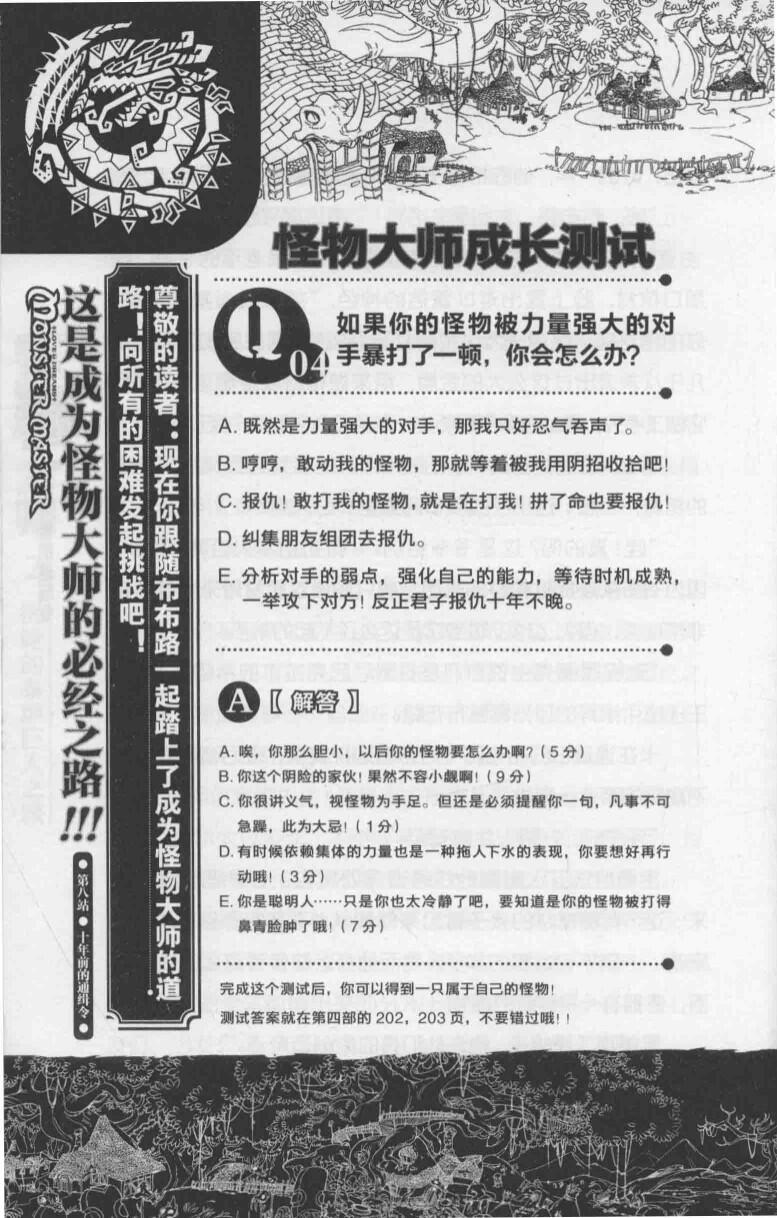 怪物大师成长测试
Q04
如果你的怪物被力量强大的对
手暴打了一顿，你会怎么办？
A. 既然是力量强大的对手，那我只好忍气吞声了。
B. 哼哼，敢动我的怪物，那就等着被我用阴招收拾吧！
C. 报仇！敢打我的怪物，就是在打我！拼了命也要报仇！
D. 纠集朋友组团去报仇。
E. 分析对手的弱点，强化自己的能力，等待时机成熟，
一举攻下对方！反正君子报仇十年不晚。
A【解答】
A. 唉，你那么胆小，以后你的怪物要怎么办啊？（5分）
B. 你这个阴险的家伙！果然不容小觑啊！（9分）
C. 你很讲义气，视怪物为手足。但还是必须提醒你一句，凡事不可
急躁，此为大忌！（1分）
D. 有时候依赖集体的力量也是一种拖人下水的表现，你要想好再行
动哦！（3分）
E. 你是聪明人……只是你也太冷静了吧，要知道是你的怪物被打得
鼻青脸肿了哦！（7分）
完成这个测试后，你可以得到一只属于自己的怪物！
测试答案就在第四部的 202，203 页，不要错过哦！！
尊敬的读者：现在你跟随布布路一起踏上了成为怪物大师的道
路！向所有的困难发起挑战吧！
这是成为怪物大师的必经之路!!!
MONSTER MASTER
第八站 ● 十年前的通缉令